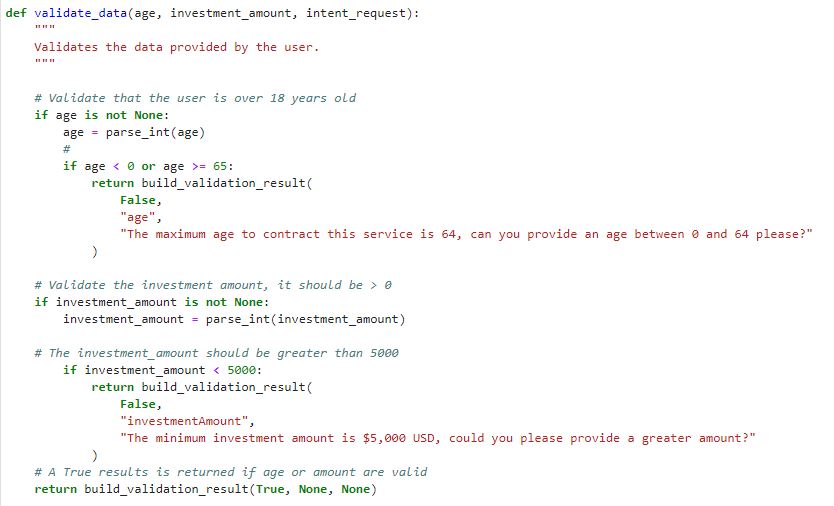 def validate_data(age, investment_amount, intent_request):
    """
    Validates the data provided by the user.
    """

    # Validate that the user is over 18 years old
    if age is not None:
        age = parse_int(age)
        #
        if age < 0 or age >= 65:
            return build_validation_result(
                False,
                "age",
                "The maximum age to contract this service is 64, can you provide an age between 0 and 64 please?"
            )

    # Validate the investment amount, it should be > 0
    if investment_amount is not None:
        investment_amount = parse_int(investment_amount)

    # The investment_amount should be greater than 5000
        if investment_amount < 5000:
            return build_validation_result(
                False,
                "investmentAmount",
                "The minimum investment amount is $5,000 USD, could you please provide a greater amount?"
            )
    # A True results is returned if age or amount are valid
    return build_validation_result(True, None, None)